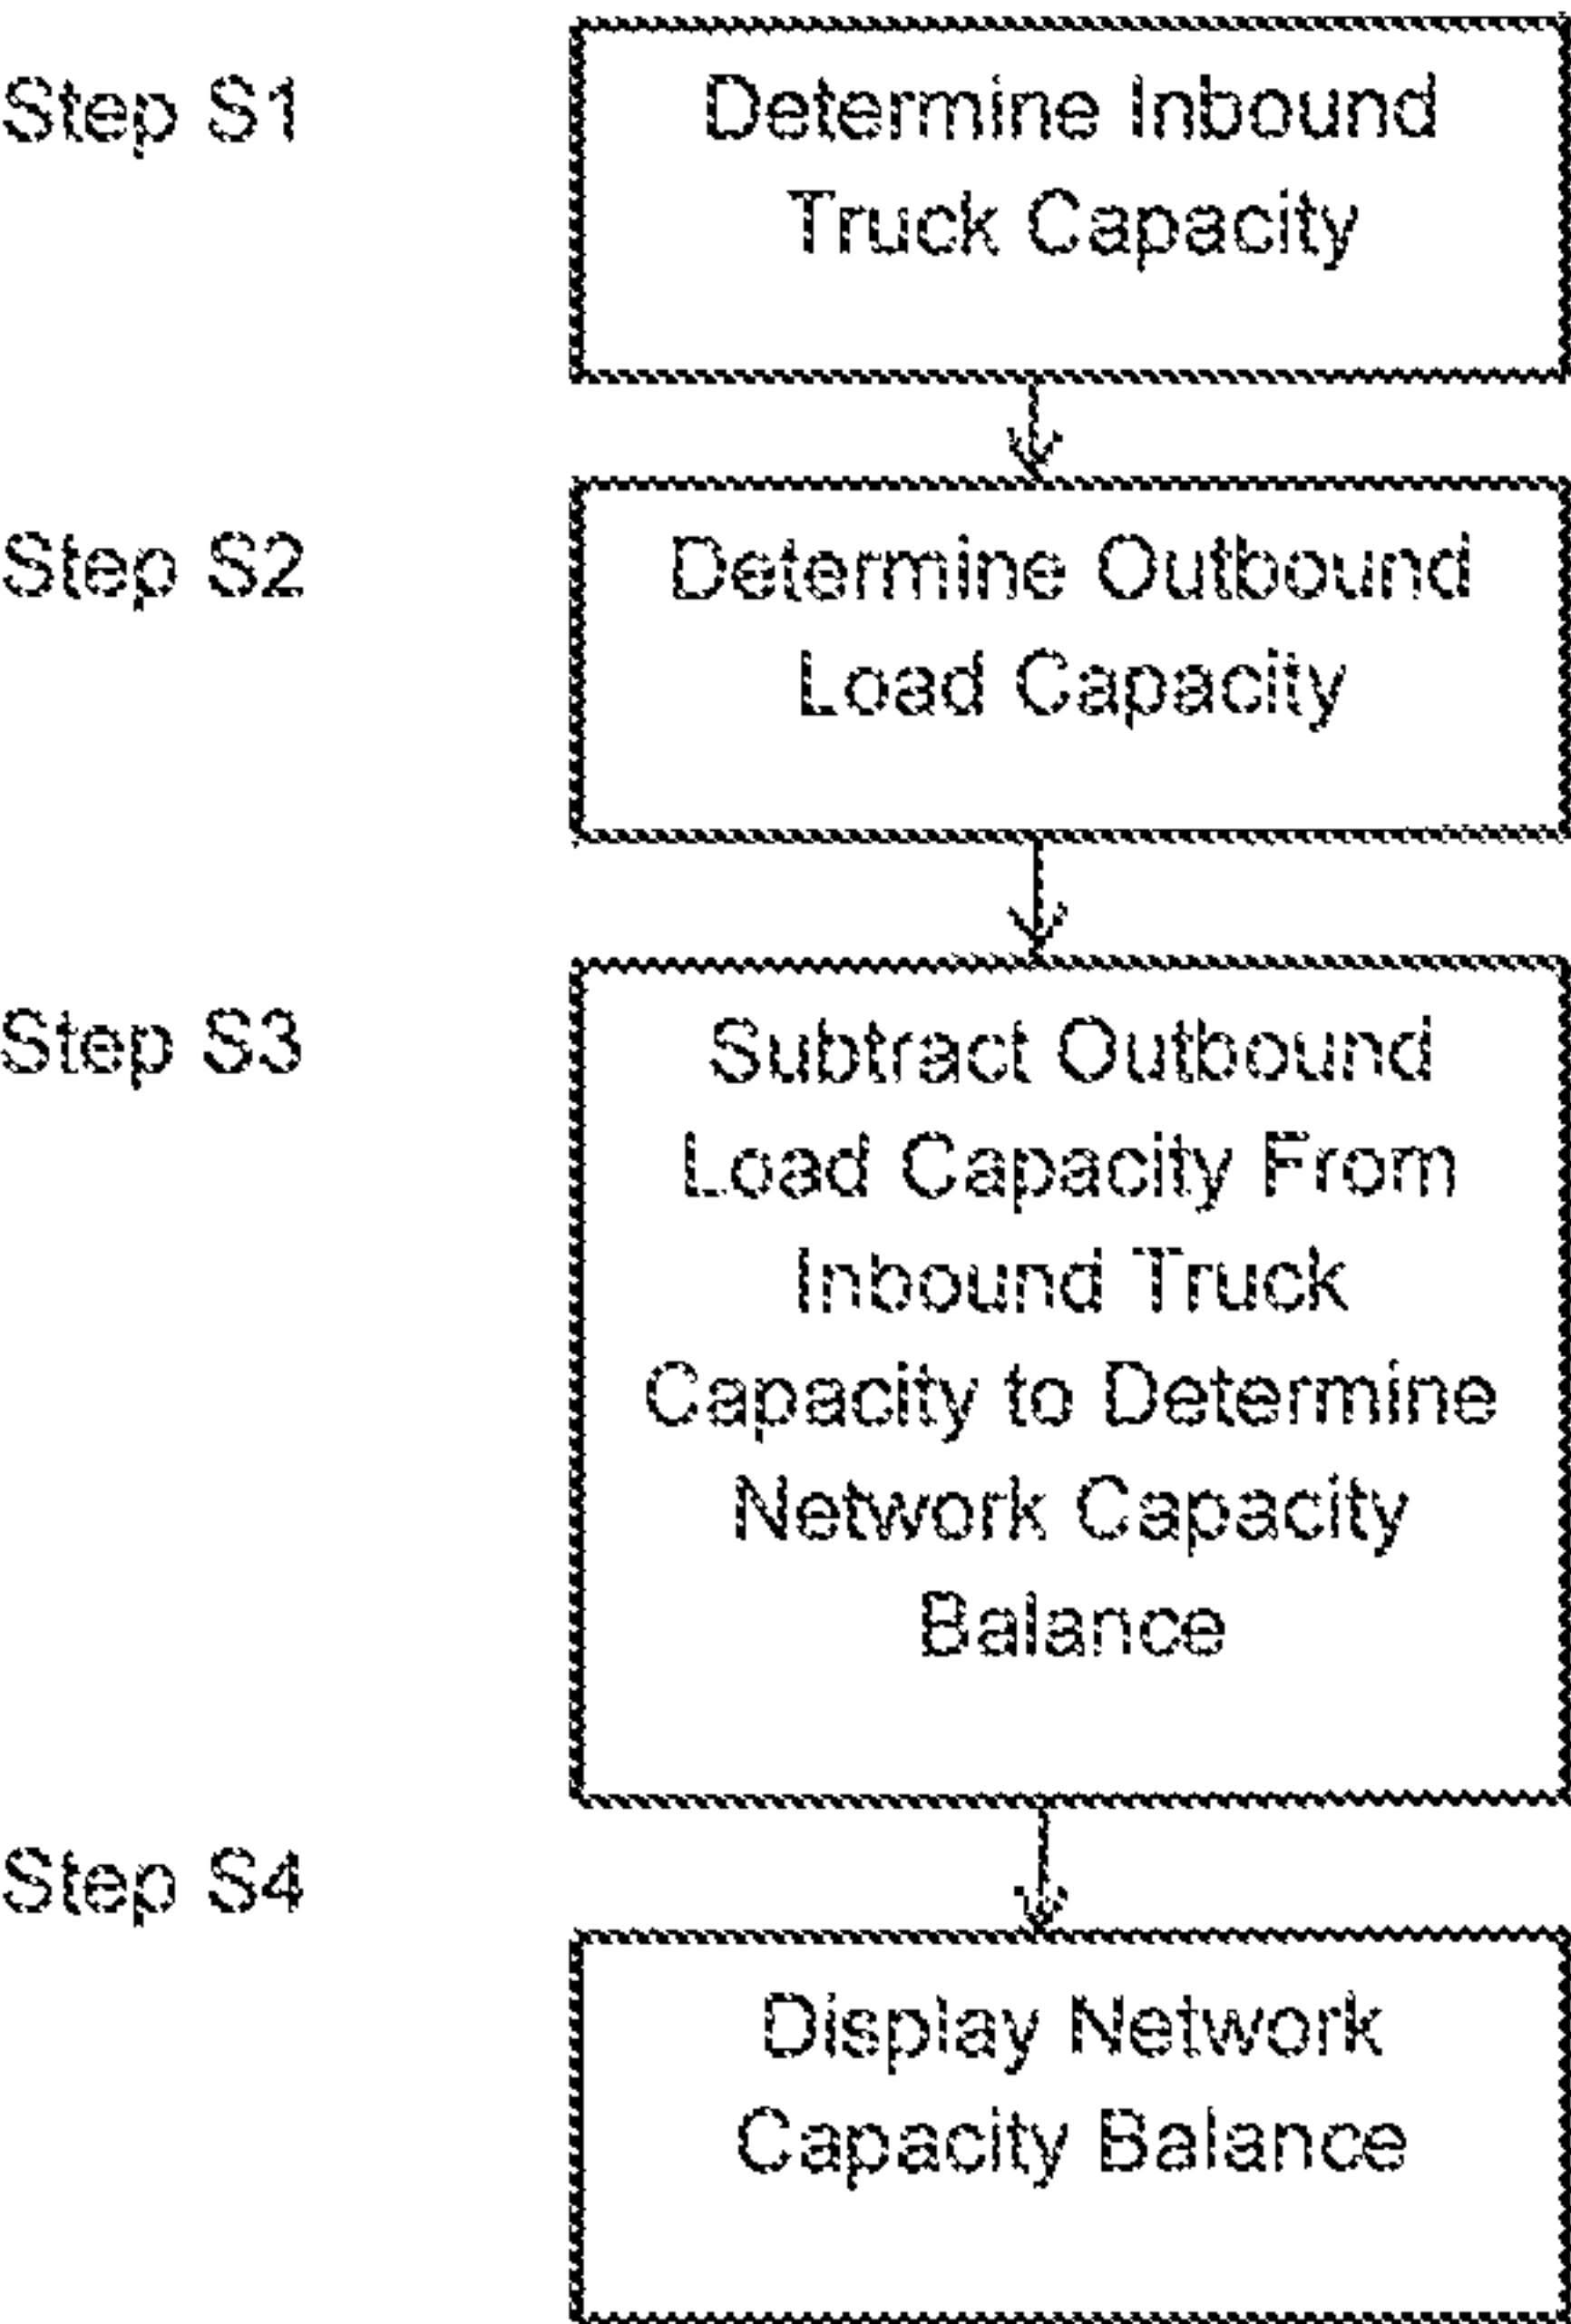 Step S1
Determine Inbound
Truck Capacity
Step S2
Determine Outbound
Load Capacity
Step S3
Subtract Outbound
Load Capacity From
Inbound Truck
Capacity to Determine
Network Capacity
Balance
Step S4
Display Network
Capacity Balance